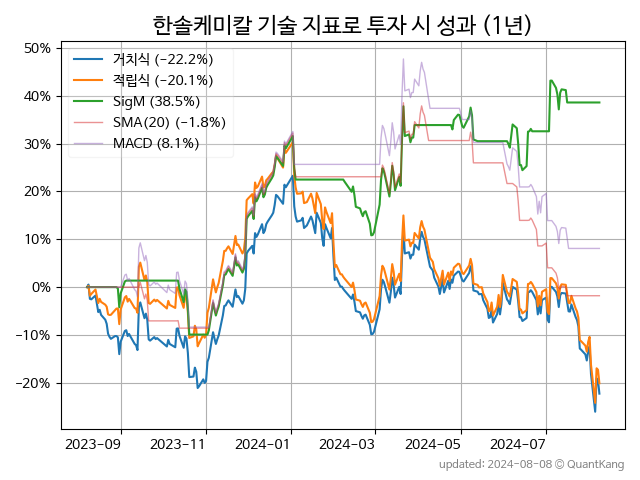 한솔케미칼 기술 지표로 투자 시 성과 (1년)
50%
40%
30%
20%
10%
0%
−10%
−20%
거치식 (−22.2%)
적립식 (−20.1%)
SigM (38.5%)
SMA(20) (−1.8%)
MACD (8.1%)
2023-09
2023-11
2024-01
2024-03
2024-05
2024-07
updated: 2024-08-08 © QuantKang